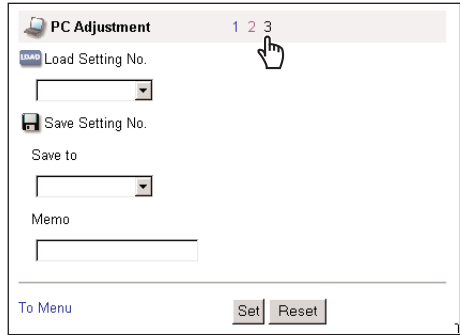 PC Adjustment 1 2 3
LOAD Load Setting No.
Save Setting No.
Save to
Memo
To Menu Set Reset